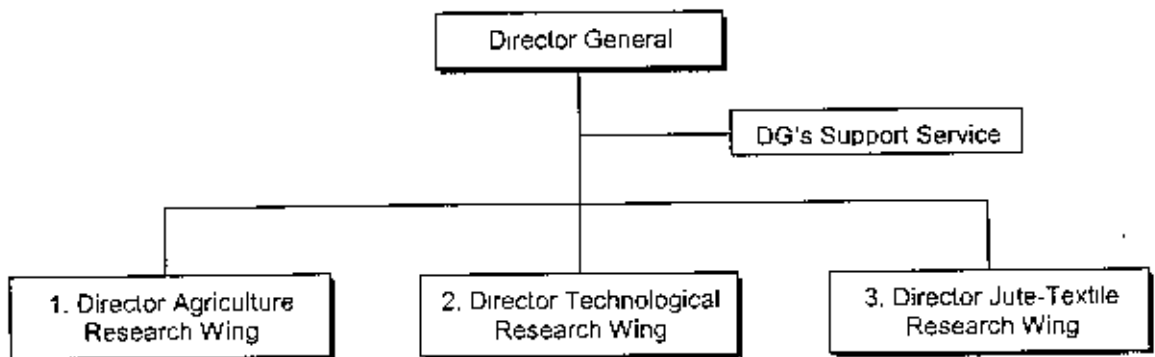 Director General
DG's Support Service
1. Director Agriculture
Research Wing
2. Director Technological
Research Wing
3. Director Jute-Textile
Research Wing